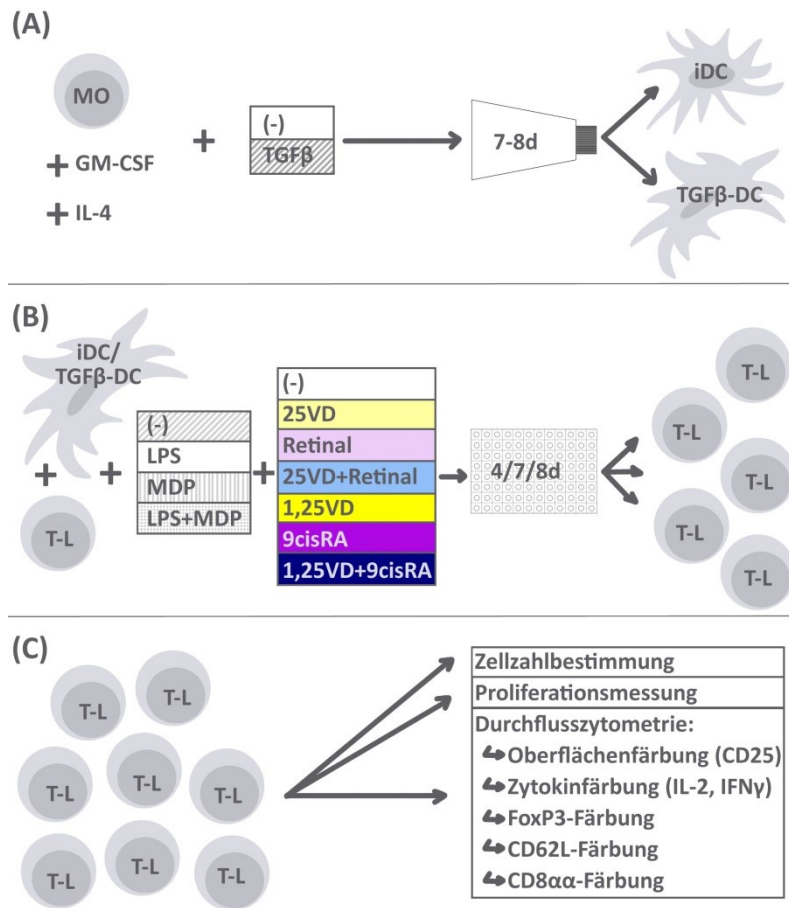 (A)
MO
+ GM-CSF
+ IL-4
+
(-)
TGFβ
7-8d
iDC
TGFβ-DC
(B)
iDC/
TGFβ-DC
+
T-L
+
(-)
LPS
MDP
LPS+MDP
+
(-)
25VD
Retinal
25VD+Retinal
1,25VD
9cisRA
1,25VD+9cisRA
4/7/8d
T-L
T-L
T-L
T-L
T-L
(C)
T-L
T-L
T-L
T-L
T-L
T-L
T-L
T-L
Zellzahlbestimmung
Proliferationsmessung
Durchflusszytometrie:
Oberflächenfärbung (CD25)
Zytokinfärbung (IL-2, IFNγ)
FoxP3-Färbung
CD62L-Färbung
CD8αα-Färbung